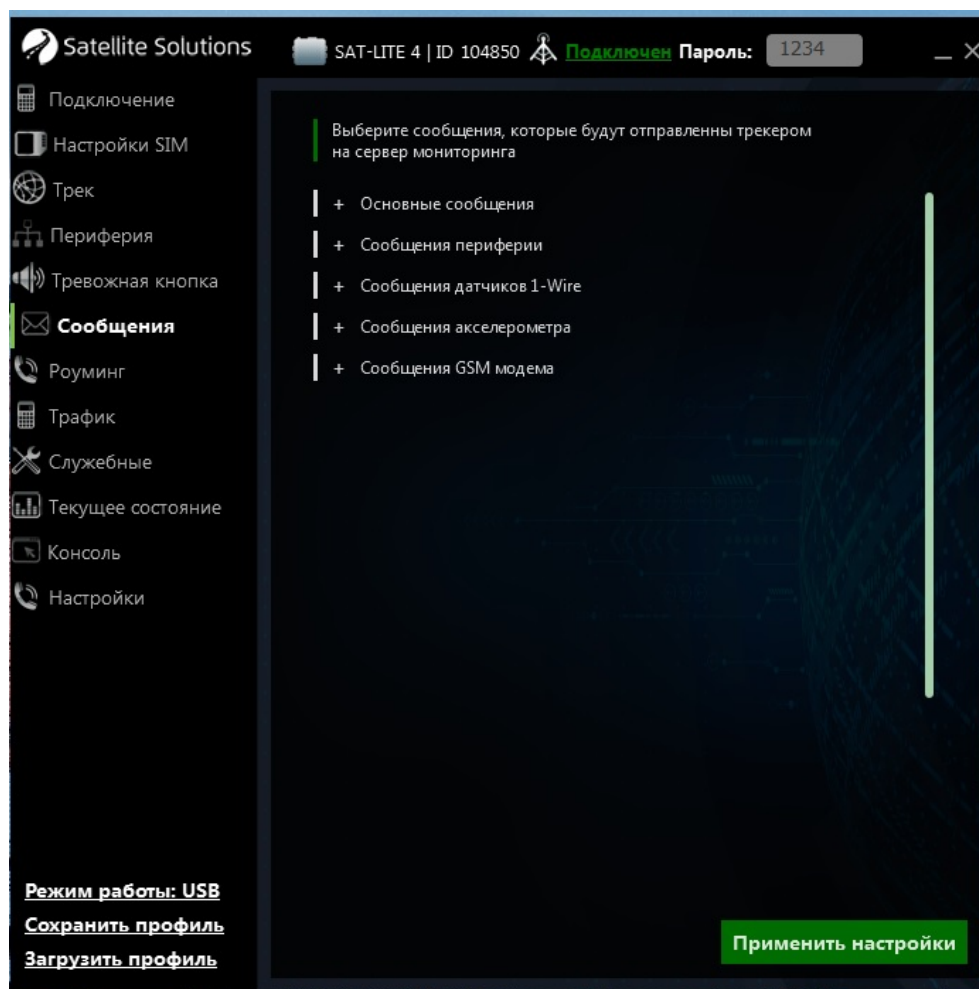 Satellite Solutions
SAT-LITE 4 | ID 104850 Подключен Пароль: 1234
Подключение
Настройки SIM
Трек
Периферия
Тревожная кнопка
Сообщения
Роуминг
Трафик
Служебные
Текущее состояние
Консоль
Настройки
Режим работы: USB
Сохранить профиль
Загрузить профиль
Выберите сообщения, которые будут отправленны трекером
на сервер мониторинга
+ Основные сообщения
+ Сообщения периферии
+ Сообщения датчиков 1-Wire
+ Сообщения акселерометра
+ Сообщения GSM модема
Применить настройки